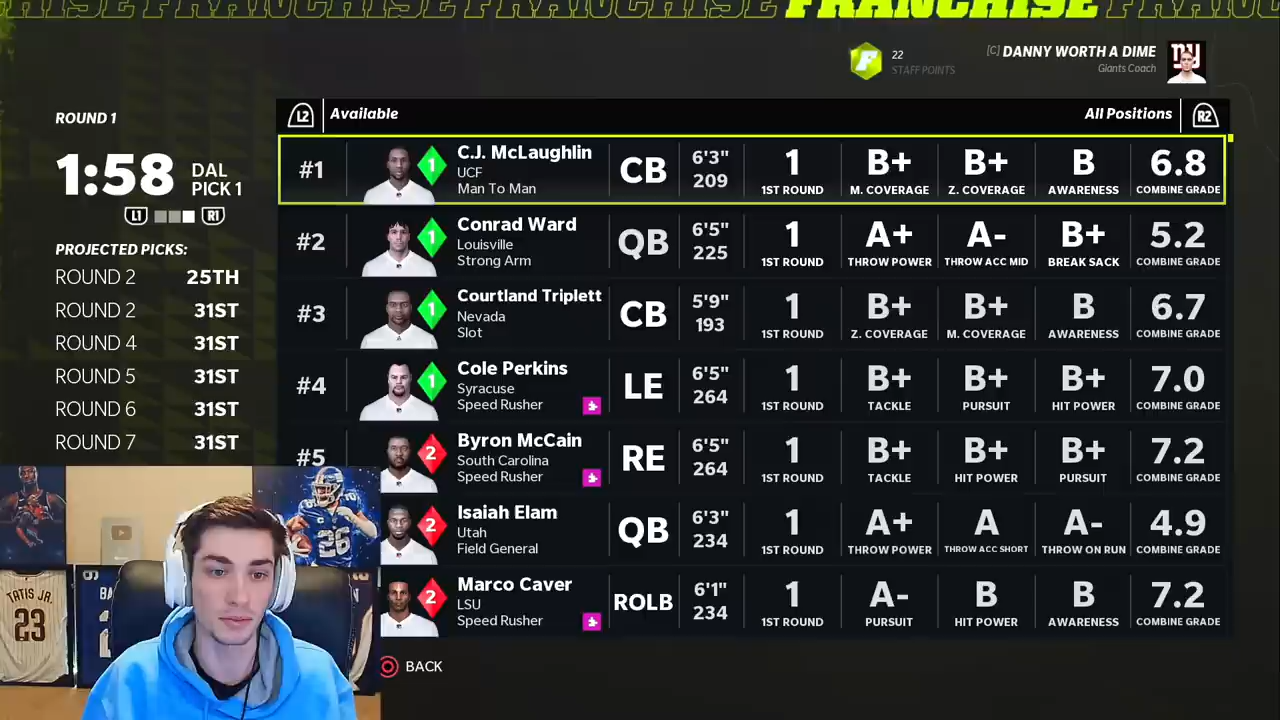 FRANCHISE FRANCHISE FRANCHISE
22
STAFF POINTS
[C] DANNY WORTH A DIME
Giants Coach
NY
ROUND 1
1:58
DAL
PICK 1
L1
R1
PROJECTED PICKS:
ROUND 2 25TH
ROUND 2 31ST
ROUND 4 31ST
ROUND 5 31ST
ROUND 6 31ST
ROUND 7 31ST
L2 Available All Positions R2
#1
1
C.J. McLaughlin
UCF
Man To Man
CB
6'3"
209
1
1ST ROUND
B+
M. COVERAGE
B+
Z. COVERAGE
B
AWARENESS
6.8
COMBINE GRADE
#2
1
Conrad Ward
Louisville
Strong Arm
QB
6'5"
225
1
1ST ROUND
A+
THROW POWER
A-
THROW ACC MID
B+
BREAK SACK
5.2
COMBINE GRADE
#3
1
Courtland Triplett
Nevada
Slot
CB
5'9"
193
1
1ST ROUND
B+
Z. COVERAGE
B+
M. COVERAGE
B
AWARENESS
6.7
COMBINE GRADE
#4
1
Cole Perkins
Syracuse
Speed Rusher
LE
6'5"
264
1
1ST ROUND
B+
TACKLE
B+
PURSUIT
B+
HIT POWER
7.0
COMBINE GRADE
#5
2
Byron McCain
South Carolina
Speed Rusher
RE
6'5"
264
1
1ST ROUND
B+
TACKLE
B+
HIT POWER
B+
PURSUIT
7.2
COMBINE GRADE
2
Isaiah Elam
Utah
Field General
QB
6'3"
234
1
1ST ROUND
A+
THROW POWER
A
THROW ACC SHORT
A-
THROW ON RUN
4.9
COMBINE GRADE
2
Marco Caver
LSU
Speed Rusher
ROLB
6'1"
234
1
1ST ROUND
A-
PURSUIT
B
HIT POWER
B
AWARENESS
7.2
COMBINE GRADE
BACK
TATIS JR.
23
BA
2
26